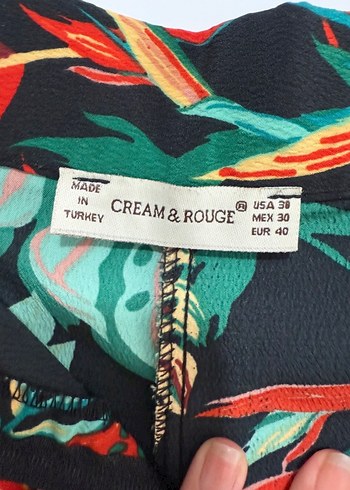 MADE
IN
TURKEY
CREAM & ROUGE®
USA 38
MEX 30
EUR 40